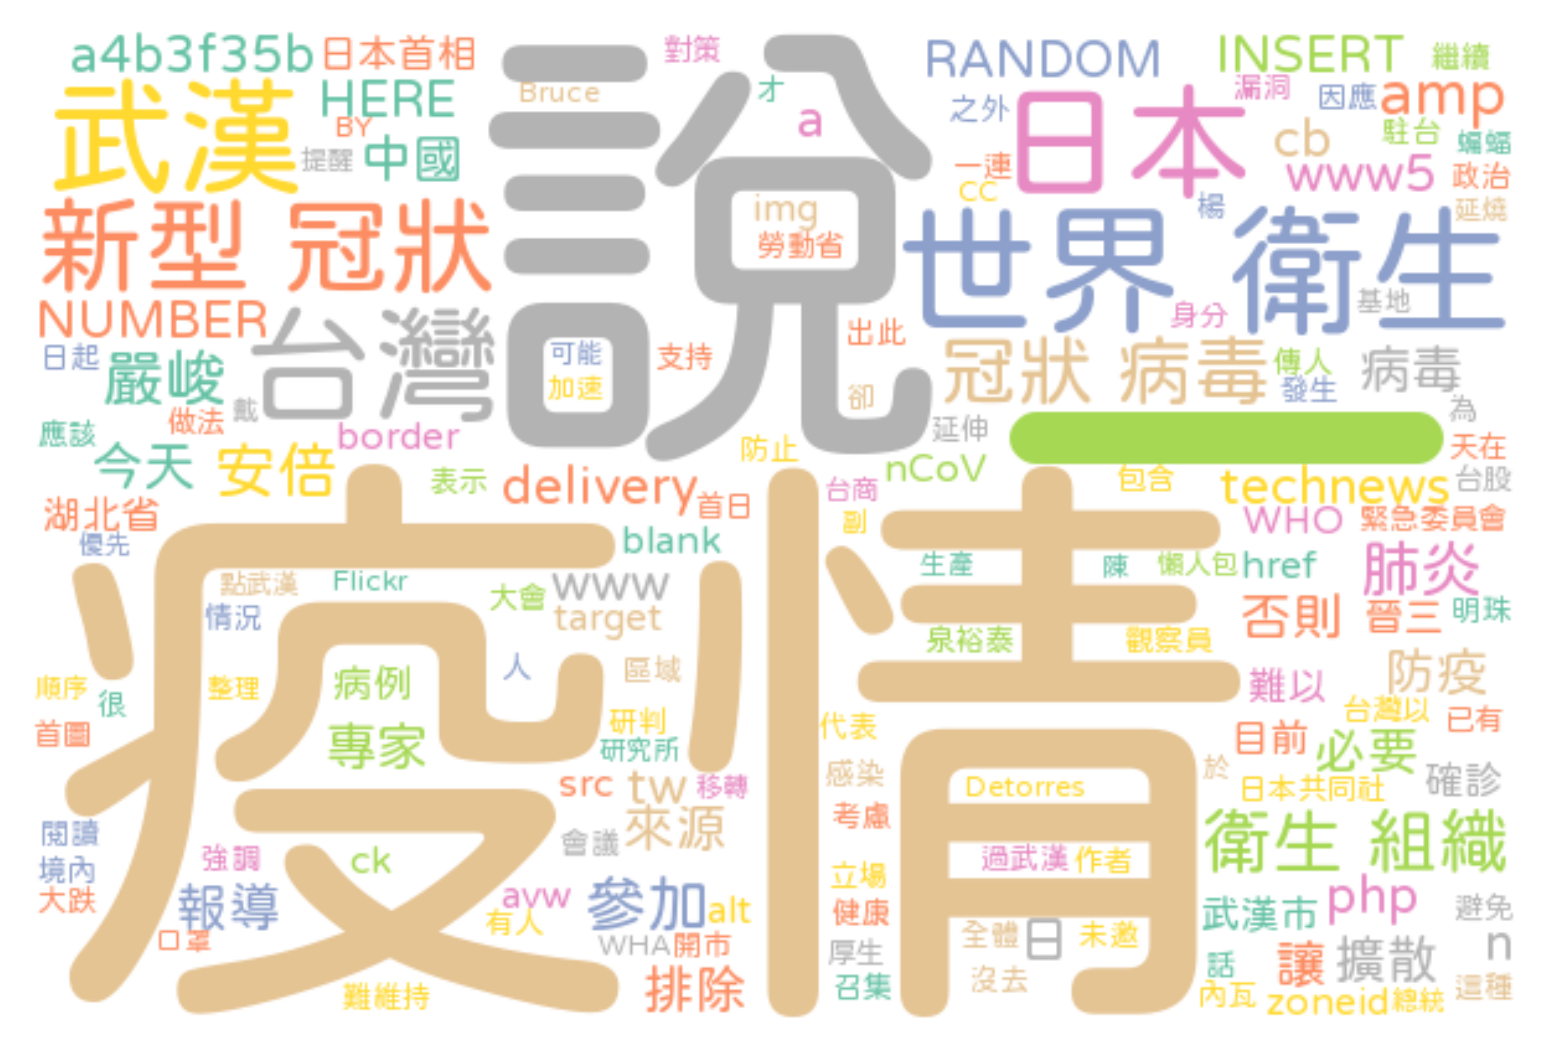 a4b3f35b 日本首相 對策 RANDOM INSERT 繼續
武漢 HERE Bruce 說 才 之外 漏洞 因應 amp
BY 提醒 中國 a 一連 日本 cb 駐台 蝙蝠
cc www5 政治
新型 冠狀 img 勞動省 楊 延燒
世界 衛生
NUMBER 台灣 出此 身分 基地
日起 嚴峻 可能 支持 冠狀 病毒 傳人 病毒
加速 卻 發生
應該 做法 戴 border 延伸 一 為
今天 安倍 表示 防止 nCoV 天在
delivery 首日 台商 包含 technews 台股
湖北省 副 WHO 緊急委員會
優先 疫情 blank 生產 陳 懶人包 href 肺炎
點武漢 Flickr 大會 www
情況 target 否則 晉三 明珠
泉裕泰 觀察員
順序 很 整理 病例 人 區域 難以 防疫
首圖 專家 研判 代表 台灣以 已有
研究所 目前 必要
src tw 移轉 感染 Detorres 於 日本共同社 確診
閱讀 來源 考慮
境內 強調 ck 會議 過武漢 作者 衛生 組織
大跌 報導 avw 參加 alt 立場 php
口罩 有人 健康 武漢市 避免
WHA 開市 厚生 全體 日 未邀 n
難維持 排除 召集 沒去 話 讓 擴散 這種
內瓦 zoneid 總統